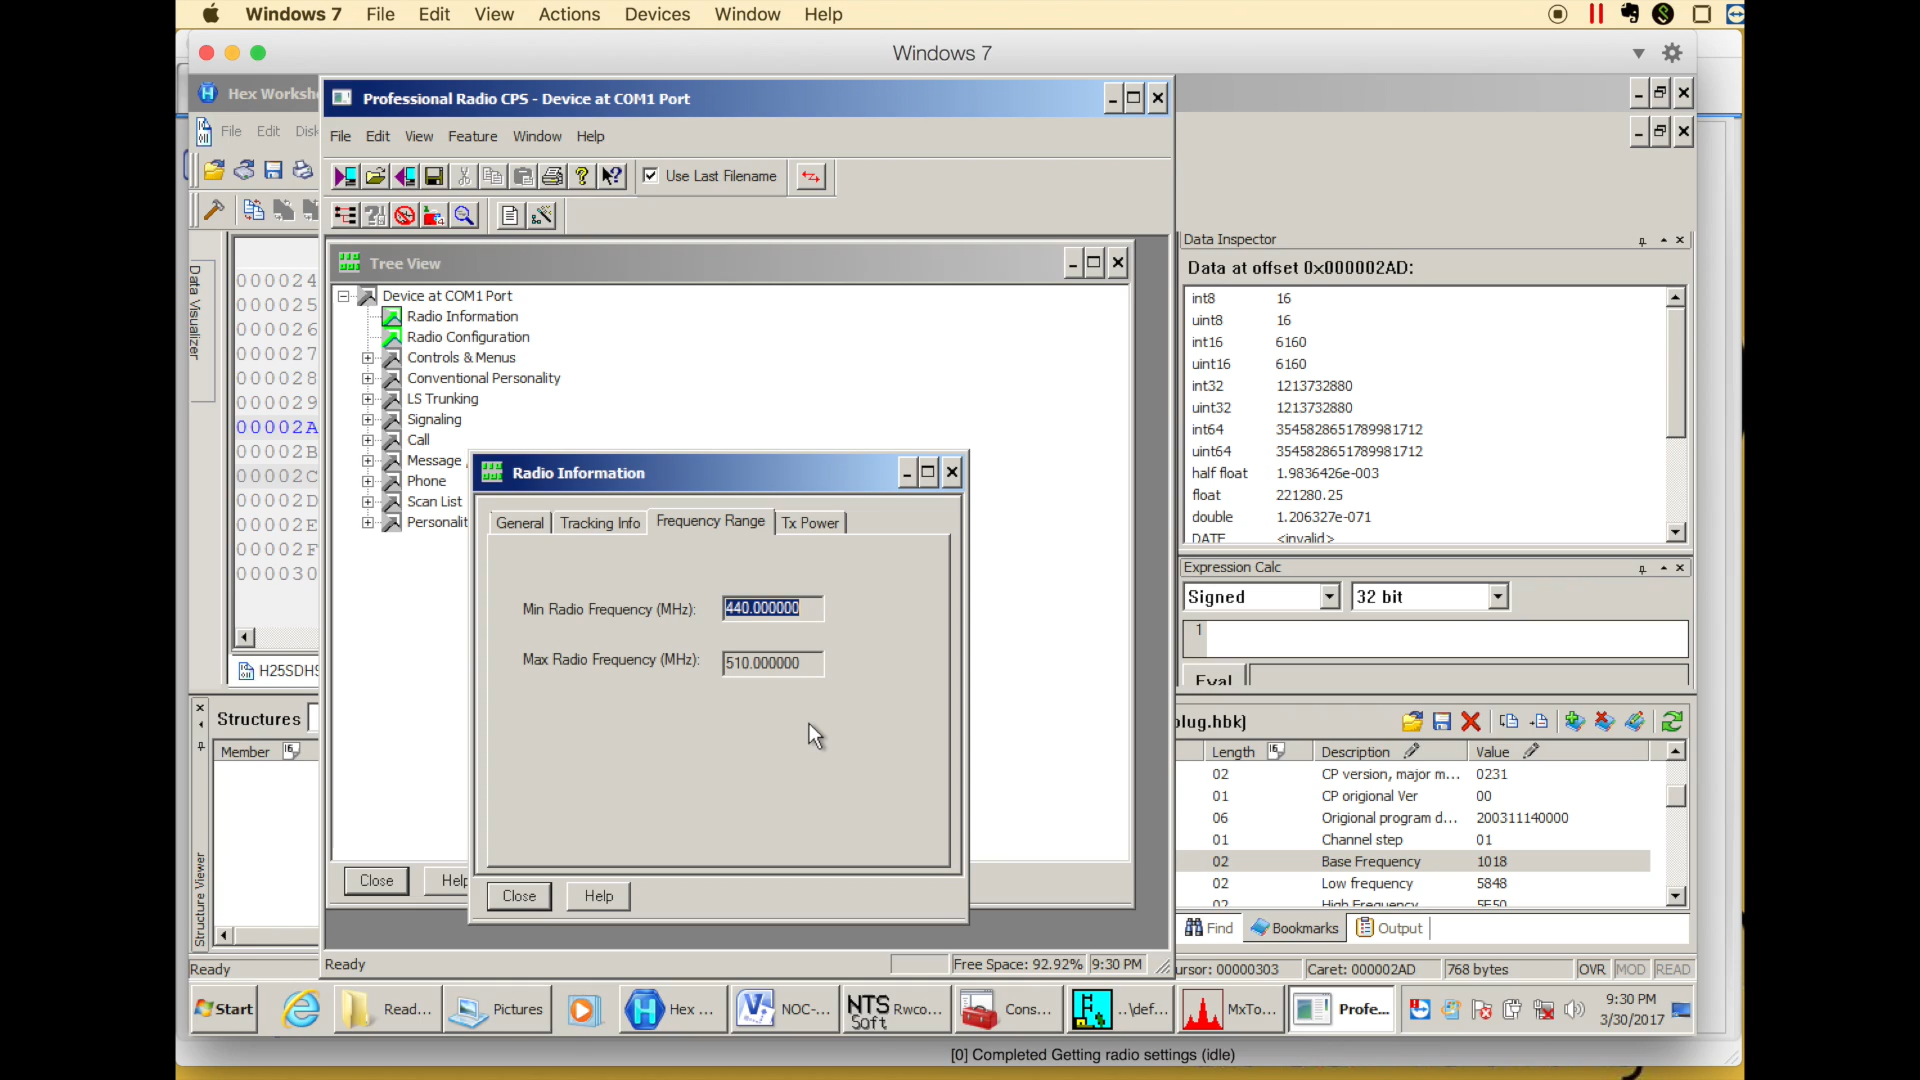 Windows 7 File Edit View Actions Devices Window Help
Windows 7
Hex Worksh
Professional Radio CPS - Device at COM1 Port
File Edit Disk
File Edit View Feature Window Help
Use Last Filename
Tree View
Device at COM1 Port
Radio Information
Radio Configuration
Controls & Menus
Conventional Personality
LS Trunking
Signaling
Call
Message
Phone
Scan List
Personalit
Data Visualizer
000024
000025
000026
000027
000028
000029
00002A
00002B
00002C
00002D
00002E
00002F
000030
H25SDH9
Radio Information
General Tracking Info Frequency Range Tx Power
Min Radio Frequency (MHz): 440.000000
Max Radio Frequency (MHz): 510.000000
Close Help
Close Help
Ready Free Space: 92.92% 9:30 PM
Data Inspector
Data at offset 0x000002AD:
int8 16
uint8 16
int16 6160
uint16 6160
int32 1213732880
uint32 1213732880
int64 3545828651789981712
uint64 3545828651789981712
half float 1.9836426e-003
float 221280.25
double 1.206327e-071
DATE <invalid>
Expression Calc
Signed 32 bit
1
Eval
Structures
Member
Structure Viewer
Ready
plug.hbk)
Length Description Value
02 CP version, major m... 0231
01 CP origional Ver 00
06 Origional program d... 200311140000
01 Channel step 01
02 Base Frequency 1018
02 Low frequency 5848
02 High Frequency 5E50
Find Bookmarks Output
ursor: 00000303 Caret: 000002AD 768 bytes OVR MOD READ
Start Read... Pictures Hex ... NOC-... NTS Soft Rwco... Cons... ..\def... MxTo... Profe...
9:30 PM
3/30/2017
[0] Completed Getting radio settings (idle)